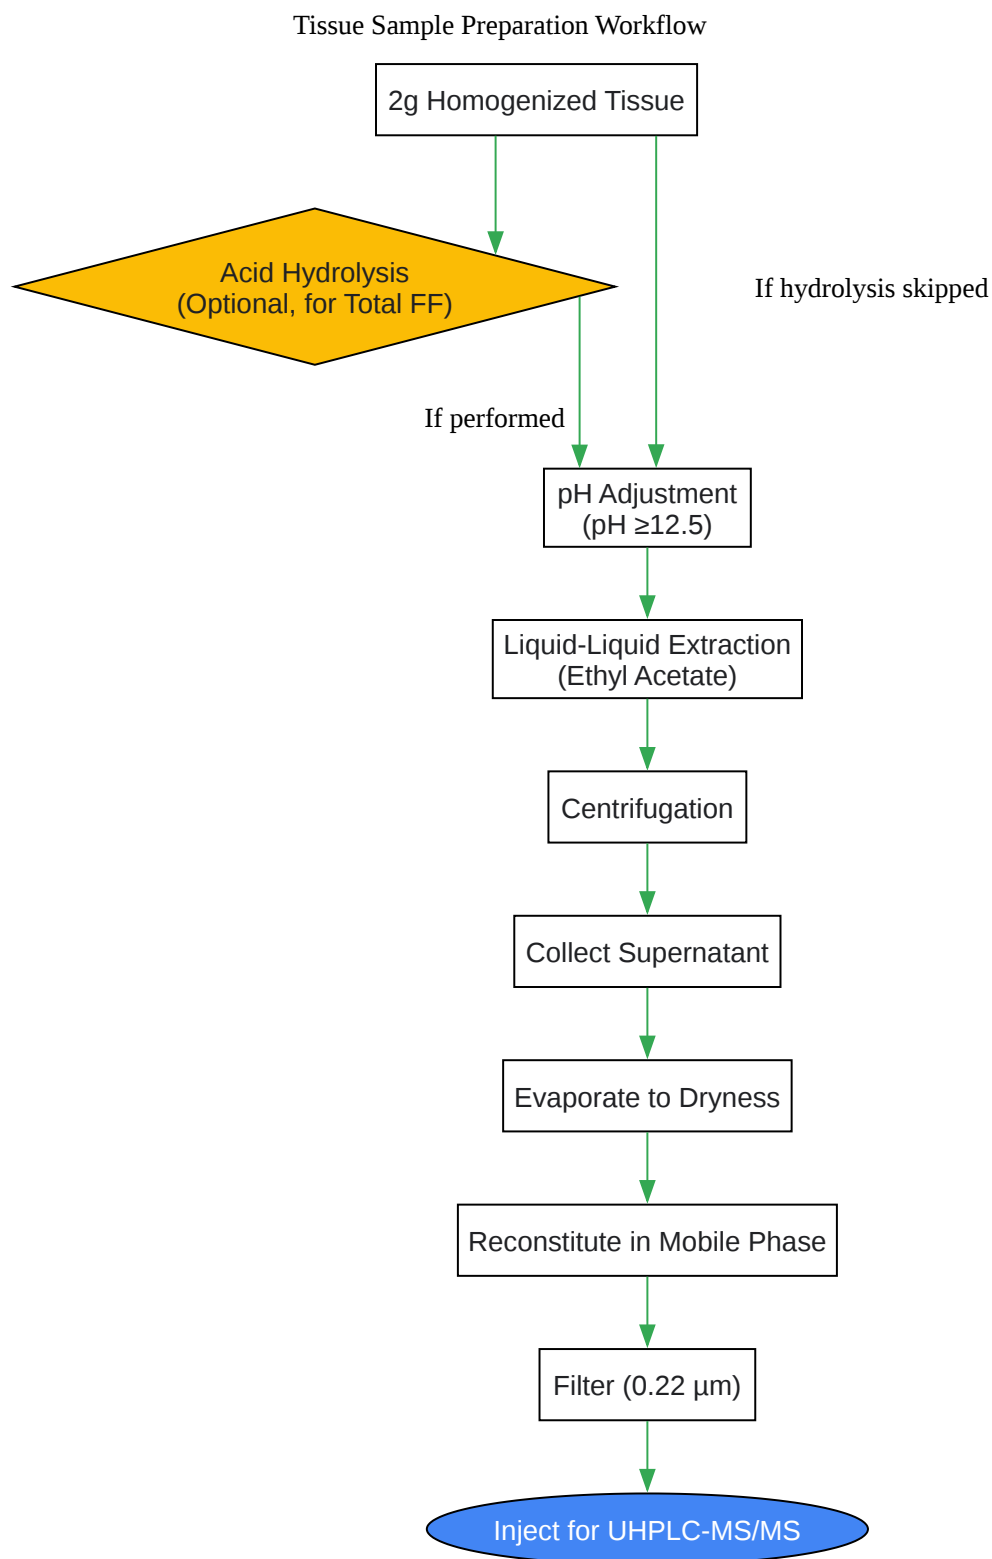 Tissue Sample Preparation Workflow
2g Homogenized Tissue
Acid Hydrolysis
(Optional, for Total FF)
If hydrolysis skipped
If performed
pH Adjustment
(pH ≥12.5)
Liquid-Liquid Extraction
(Ethyl Acetate)
Centrifugation
Collect Supernatant
Evaporate to Dryness
Reconstitute in Mobile Phase
Filter (0.22 µm)
Inject for UHPLC-MS/MS